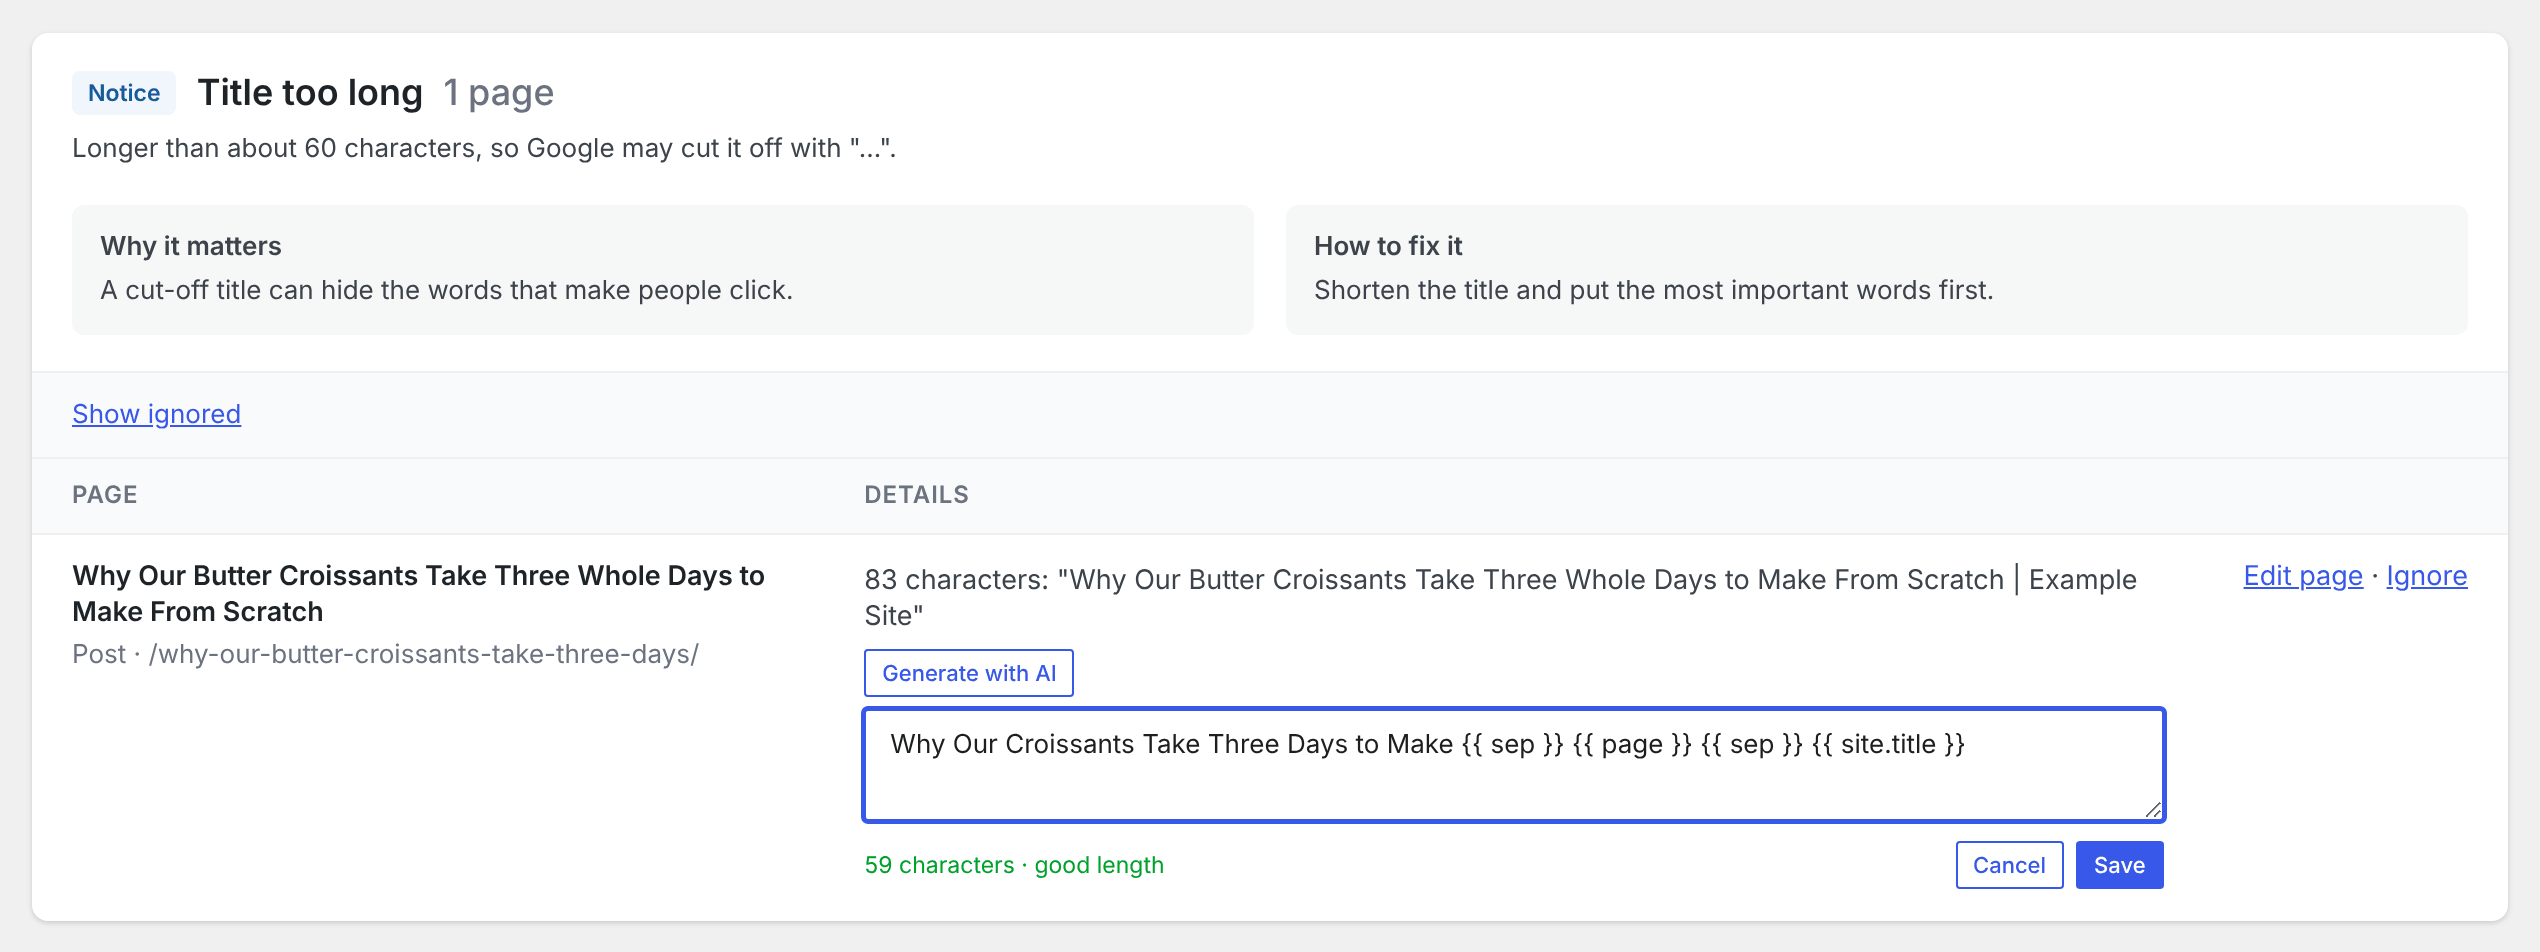 Notice Title too long 1 page
Longer than about 60 characters, so Google may cut it off with "...".
Why it matters
A cut-off title can hide the words that make people click.
How to fix it
Shorten the title and put the most important words first.
Show ignored
PAGE DETAILS
Why Our Butter Croissants Take Three Whole Days to
Make From Scratch
Post · /why-our-butter-croissants-take-three-days/
83 characters: "Why Our Butter Croissants Take Three Whole Days to Make From Scratch | Example
Site"
Edit page · Ignore
Generate with AI
Why Our Croissants Take Three Days to Make {{ sep }} {{ page }} {{ sep }} {{ site.title }}
59 characters · good length
Cancel Save